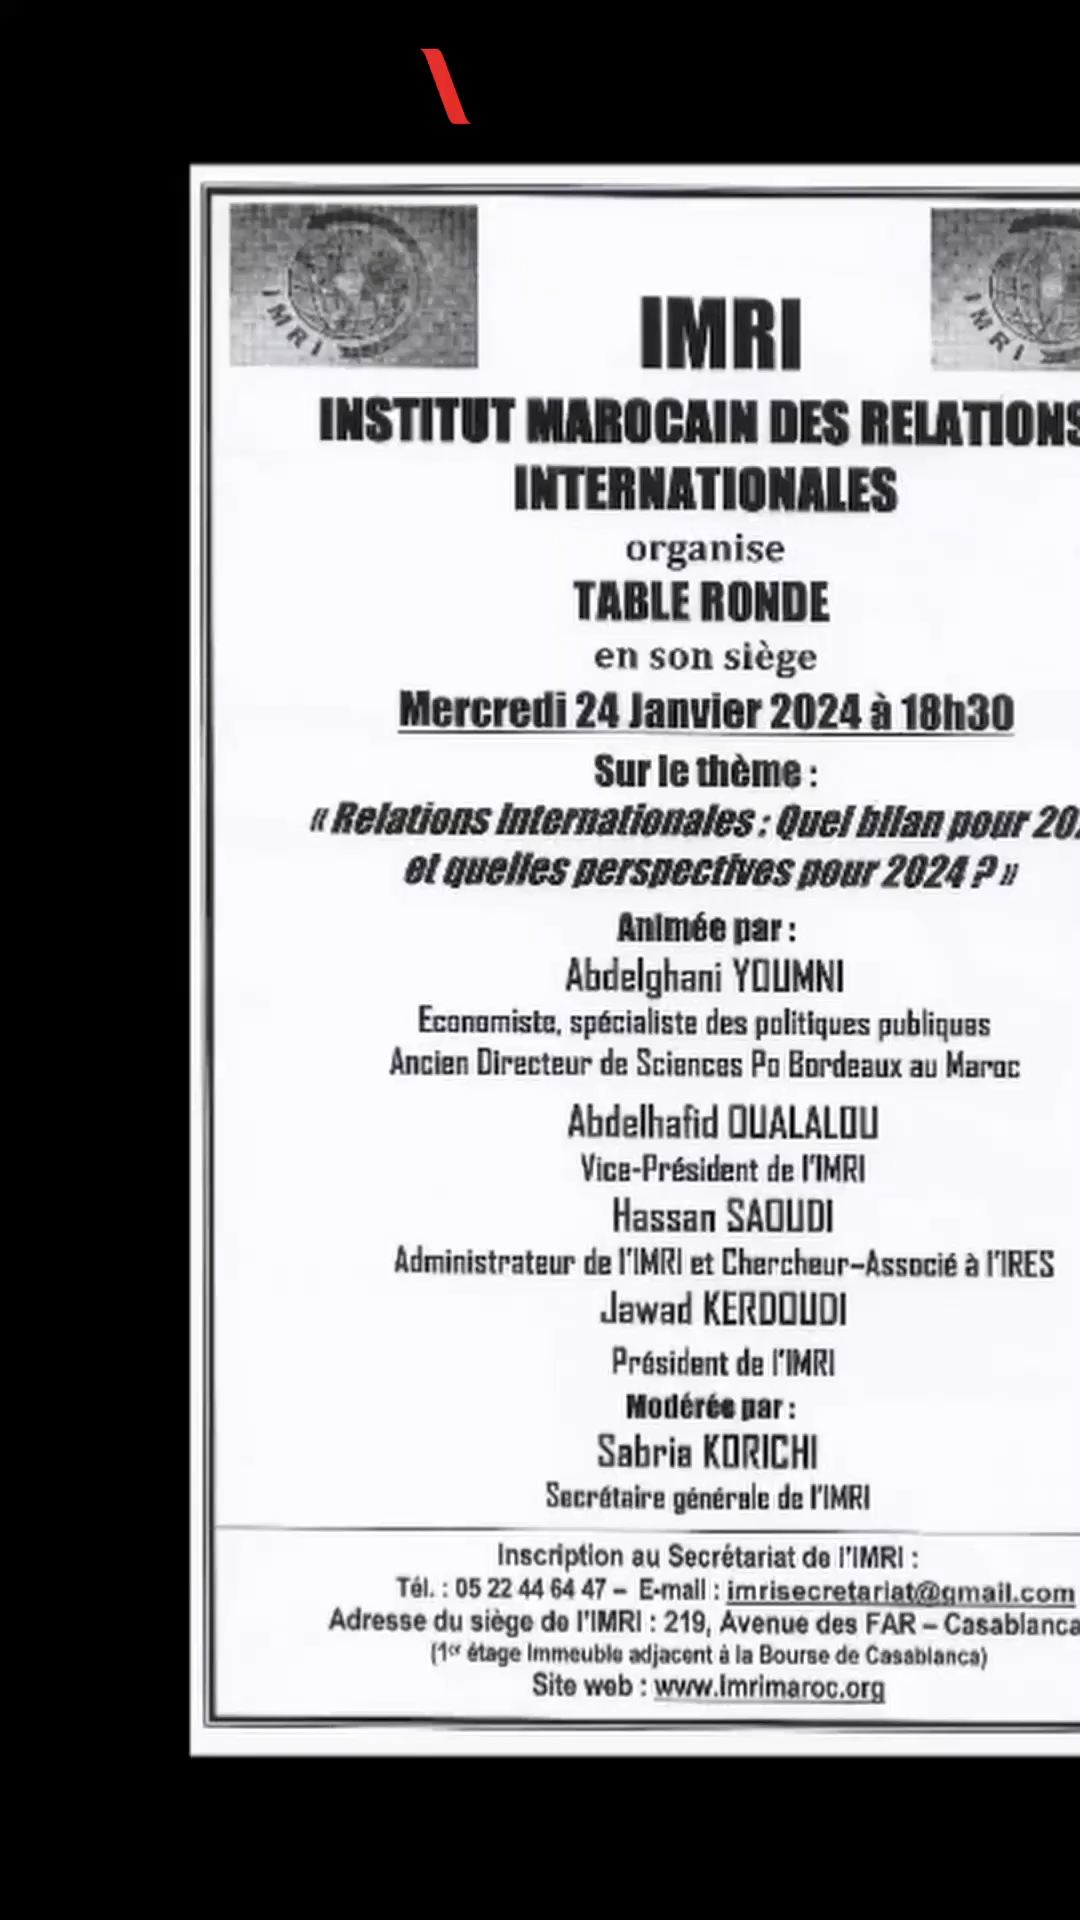 IMRI
IMRI
IMRI
INSTITUT MAROCAIN DES RELATIONS
INTERNATIONALES
organise
TABLE RONDE
en son siège
Mercredi 24 Janvier 2024 à 18h30
Sur le thème :
« Relations Internationales : Quel bilan pour
et quelles perspectives pour 2024 ? »
Animée par :
Abdelghani YOUMNI
Economiste, spécialiste des politiques publiques
Ancien Directeur de Sciences Po Bordeaux au Maroc
Abdelhafid OUALALOU
Vice-Président de l'IMRI
Hassan SAOUDI
Administrateur de l'IMRI et Chercheur-Associé à l'IRES
Jawad KERDOUDI
Président de l'IMRI
Modérée par :
Sabria KORICHI
Secrétaire générale de l'IMRI
Inscription au Secrétariat de l'IMRI :
Tél. : 05 22 44 64 47 – E-mail : imrisecretariat@gmail.com
Adresse du siège de l'IMRI : 219, Avenue des FAR – Casablanca
(1er étage Immeuble adjacent à la Bourse de Casablanca)
Site web : www.imrimaroc.org